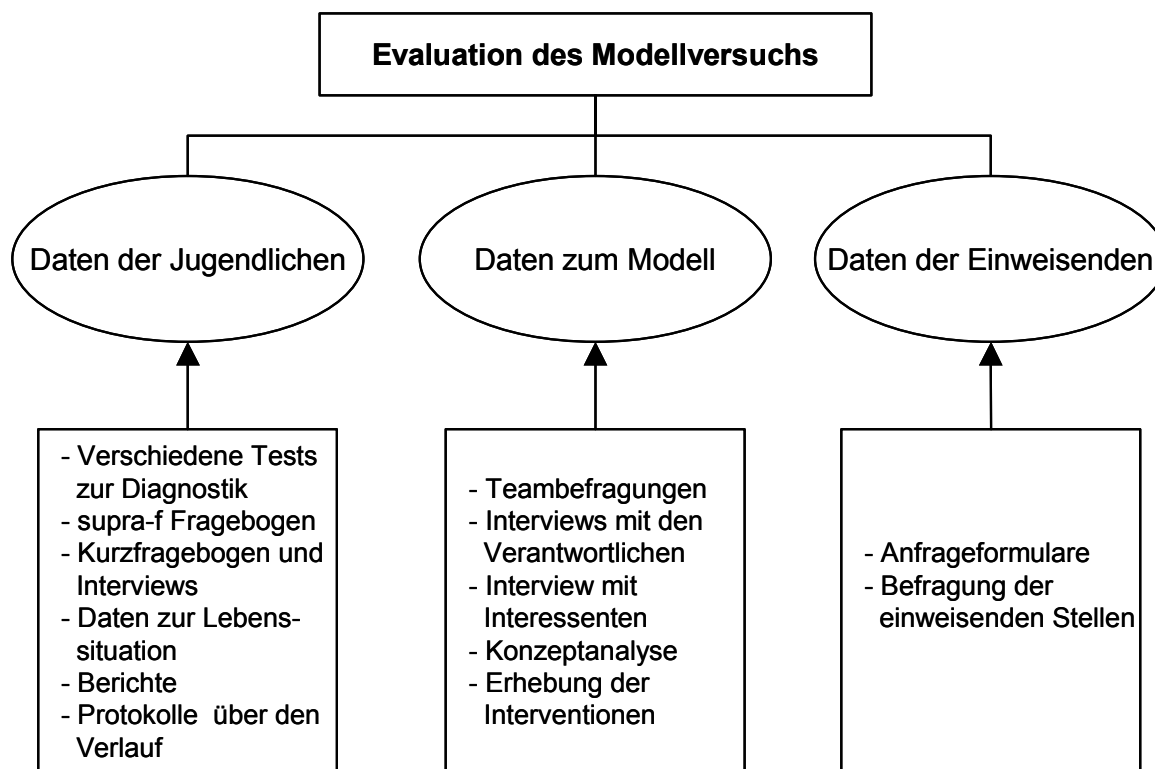 Evaluation des Modellversuchs
Daten der Jugendlichen
Daten zum Modell
Daten der Einweisenden
- Verschiedene Tests
zur Diagnostik
- supra-f Fragebogen
- Kurzfragebogen und
Interviews
- Daten zur Lebens-
situation
- Berichte
- Protokolle über den
Verlauf
- Teambefragungen
- Interviews mit den
Verantwortlichen
- Interview mit
Interessenten
- Konzeptanalyse
- Erhebung der
Interventionen
- Anfrageformulare
- Befragung der
einweisenden Stellen